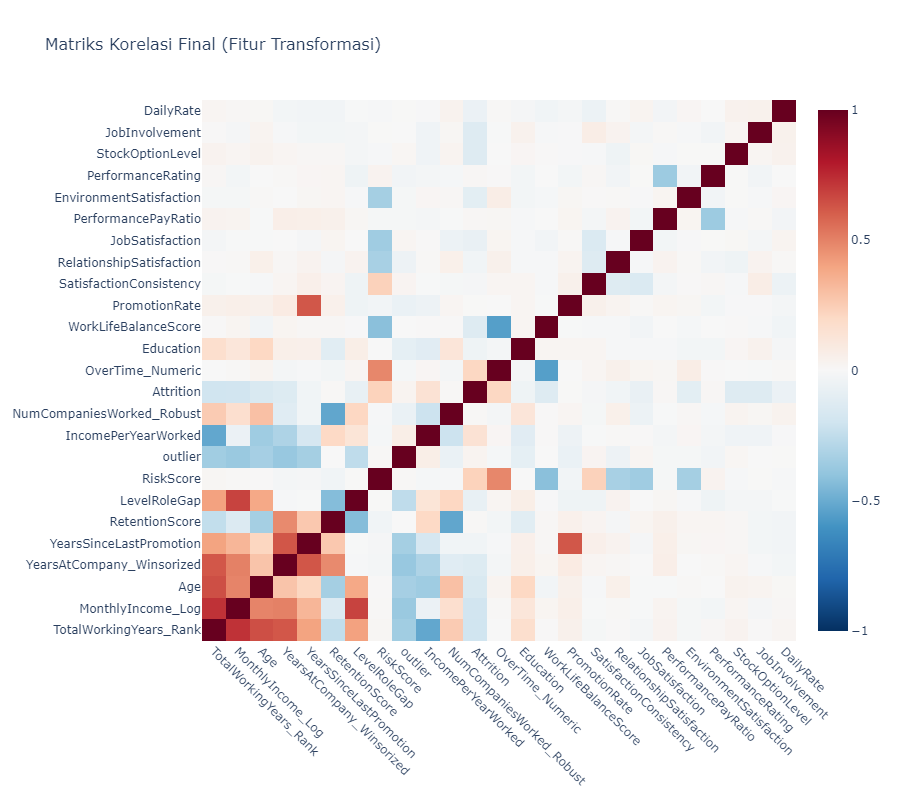 Matriks Korelasi Final (Fitur Transformasi)
DailyRate
JobInvolvement
StockOptionLevel
PerformanceRating
EnvironmentSatisfaction
PerformancePayRatio
JobSatisfaction
RelationshipSatisfaction
SatisfactionConsistency
PromotionRate
WorkLifeBalanceScore
Education
OverTime_Numeric
Attrition
NumCompaniesWorked_Robust
IncomePerYearWorked
outlier
RiskScore
LevelRoleGap
RetentionScore
YearsSinceLastPromotion
YearsAtCompany_Winsorized
Age
MonthlyIncome_Log
TotalWorkingYears_Rank
TotalWorkingYears_Rank
MonthlyIncome_Log
Age
YearsAtCompany_Winsorized
YearsSinceLastPromotion
RetentionScore
LevelRoleGap
RiskScore
outlier
IncomePerYearWorked
NumCompaniesWorked_Robust
Attrition
OverTime_Numeric
Education
WorkLifeBalanceScore
PromotionRate
SatisfactionConsistency
RelationshipSatisfaction
JobSatisfaction
PerformancePayRatio
EnvironmentSatisfaction
PerformanceRating
StockOptionLevel
JobInvolvement
DailyRate
1
0.5
0
−0.5
−1